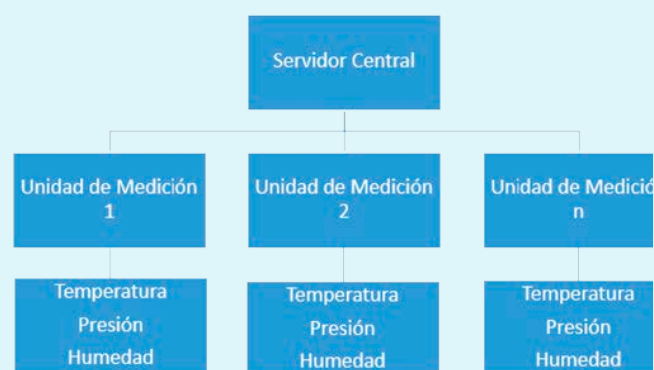 Servidor Central
Unidad de Medición
1
Unidad de Medición
2
Unidad de Medició
n
Temperatura
Presión
Humedad
Temperatura
Presión
Humedad
Temperatura
Presión
Humedad